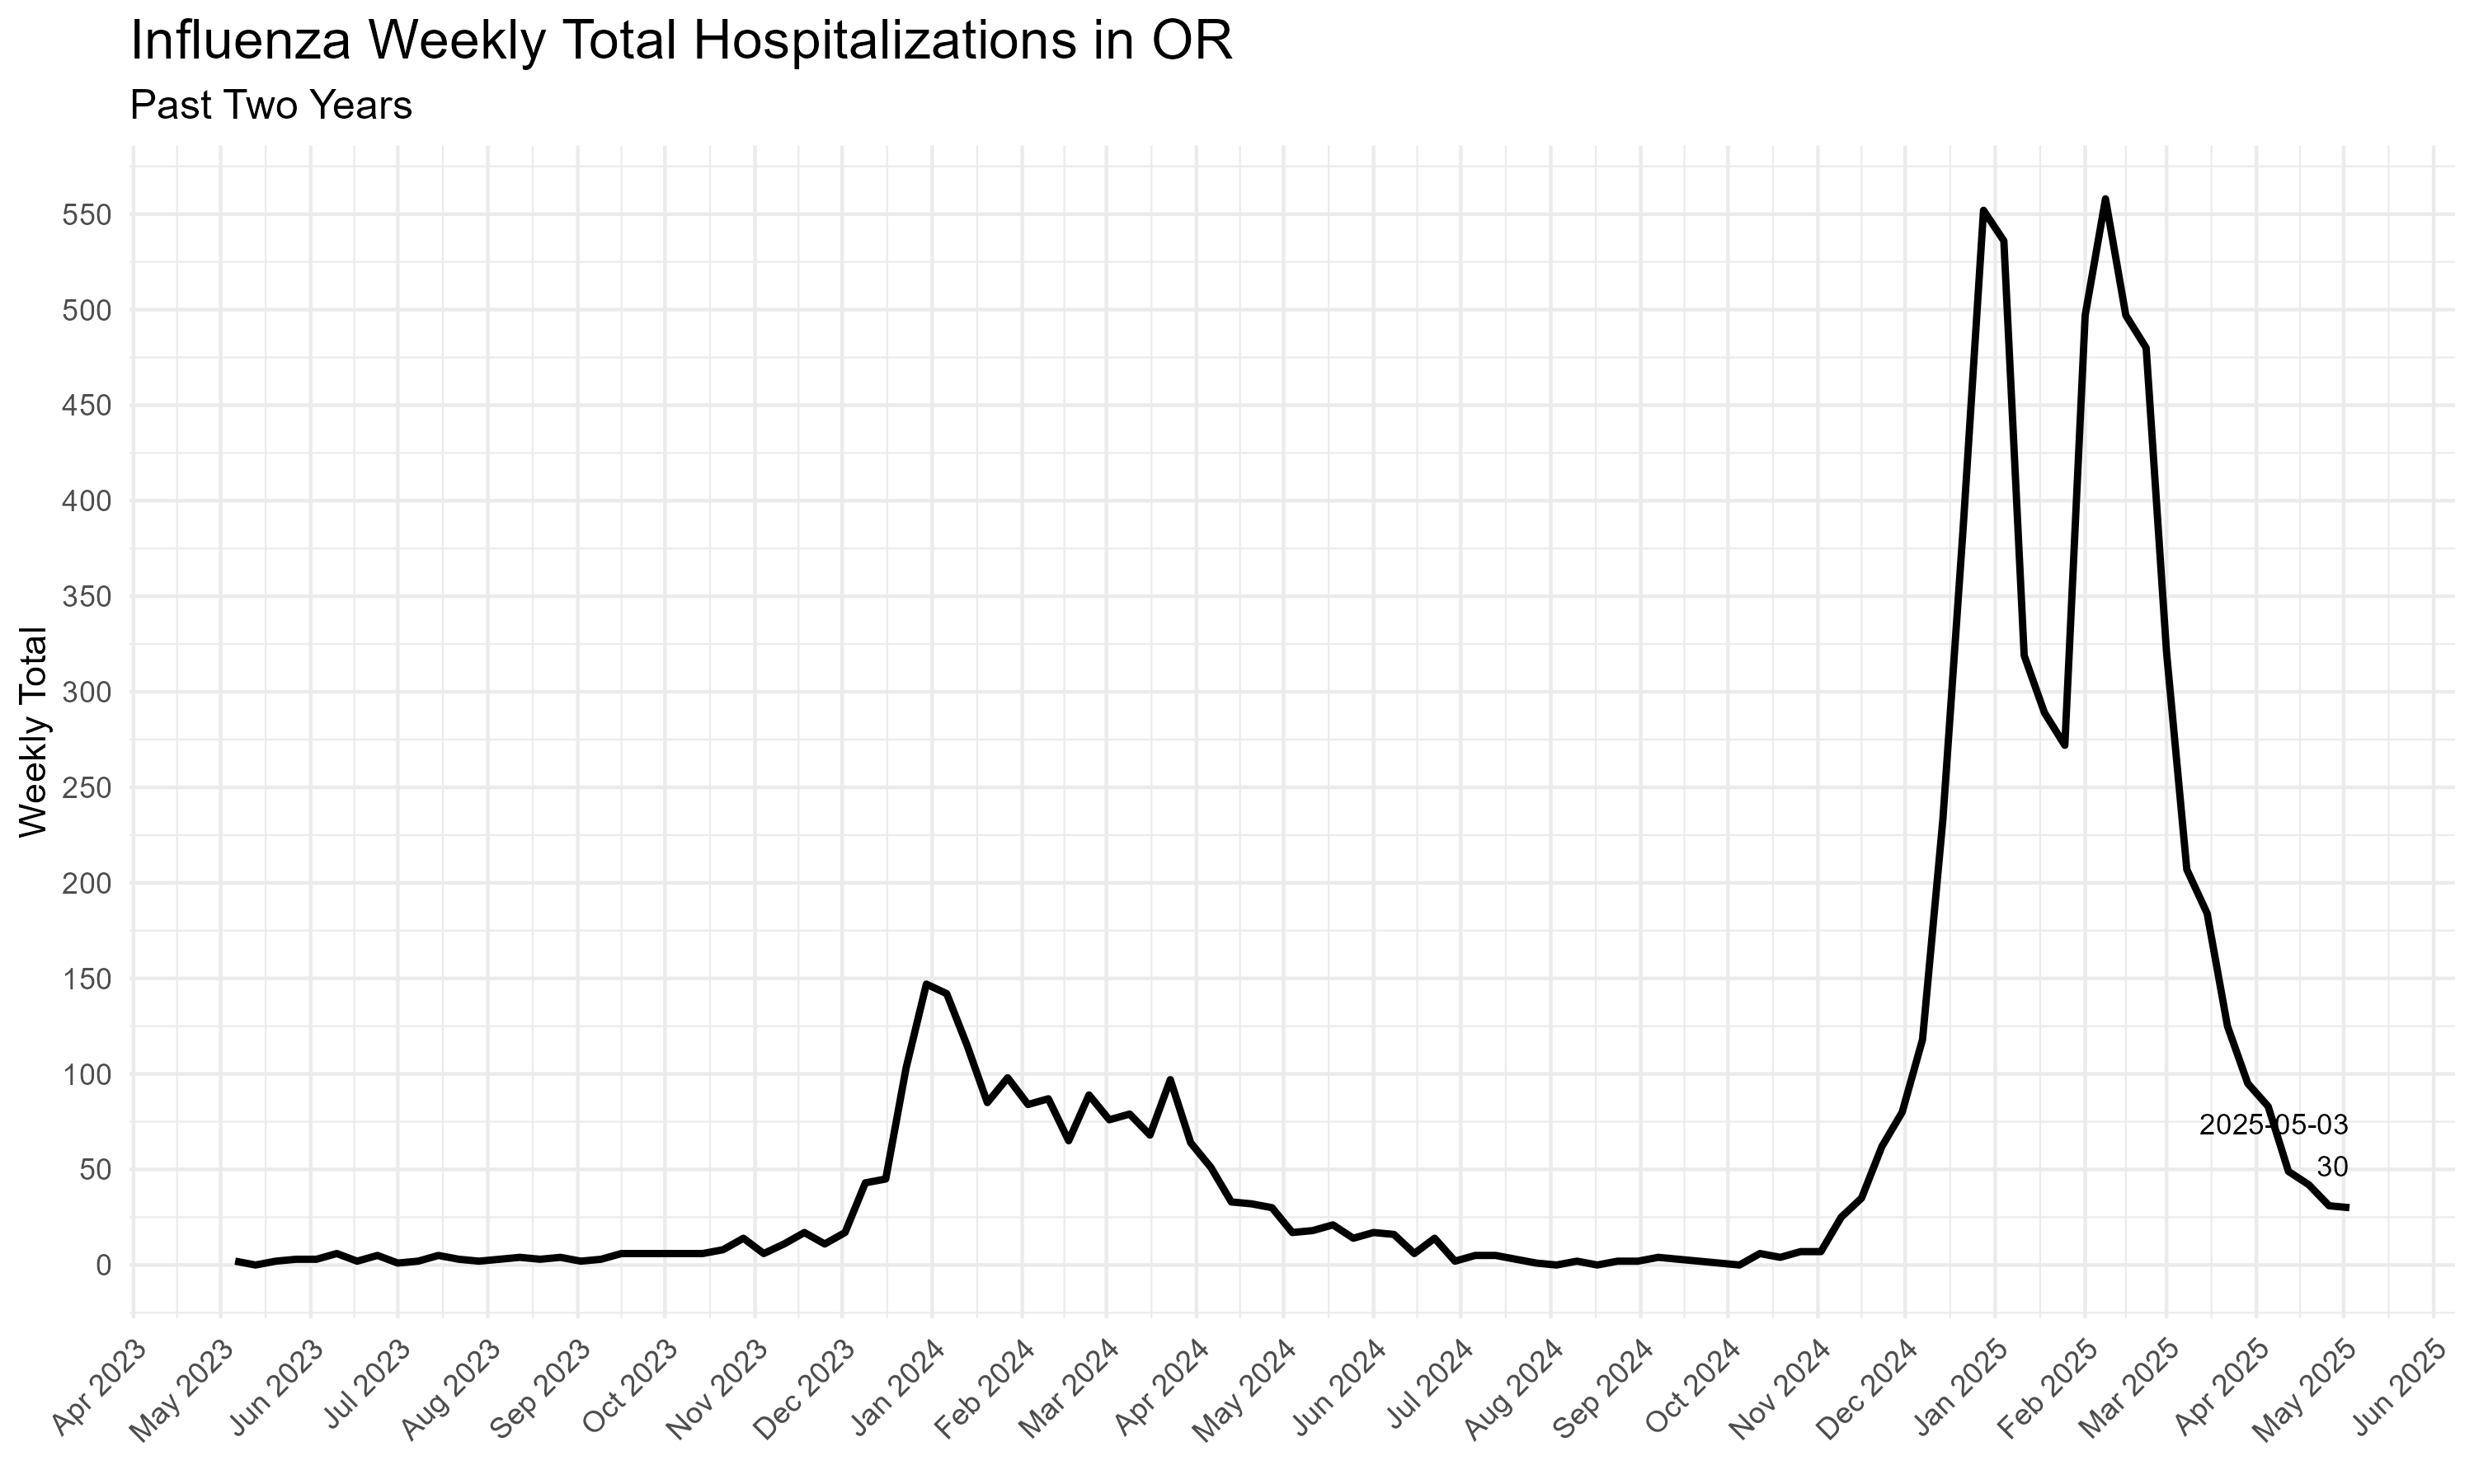 Influenza Weekly Total Hospitalizations in OR
Past Two Years
Weekly Total
550
500
450
400
350
300
250
200
150
100
50
0
2025-05-03
30
Apr 2023
May 2023
Jun 2023
Jul 2023
Aug 2023
Sep 2023
Oct 2023
Nov 2023
Dec 2023
Jan 2024
Feb 2024
Mar 2024
Apr 2024
May 2024
Jun 2024
Jul 2024
Aug 2024
Sep 2024
Oct 2024
Nov 2024
Dec 2024
Jan 2025
Feb 2025
Mar 2025
Apr 2025
May 2025
Jun 2025